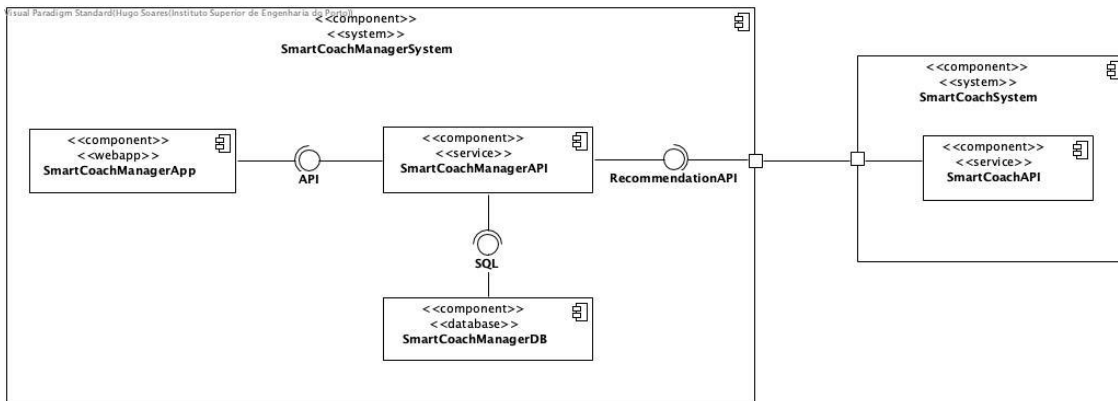 Visual Paradigm Standard(Hugo Soares(Instituto Superior de Engenharia do Porto))
<<component>>
<<system>>
SmartCoachManagerSystem
<<component>>
<<system>>
SmartCoachSystem
<<component>>
<<webapp>>
SmartCoachManagerApp
API
<<component>>
<<service>>
SmartCoachManagerAPI
RecommendationAPI
<<component>>
<<service>>
SmartCoachAPI
SQL
<<component>>
<<database>>
SmartCoachManagerDB